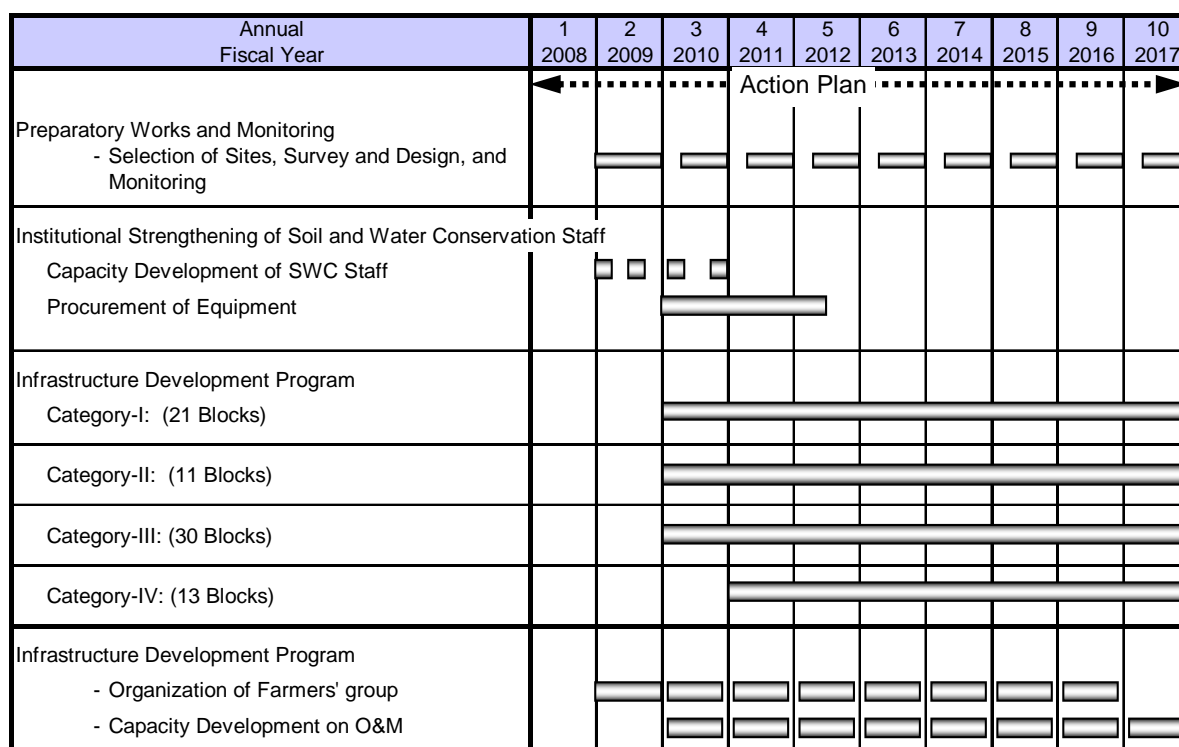 Annual 1 2 3 4 5 6 7 8 9 10
Fiscal Year 2008 2009 2010 2011 2012 2013 2014 2015 2016 2017
Action Plan
Preparatory Works and Monitoring
- Selection of Sites, Survey and Design, and
Monitoring
Institutional Strengthening of Soil and Water Conservation Staff
Capacity Development of SWC Staff
Procurement of Equipment
Infrastructure Development Program
Category-I: (21 Blocks)
Category-II: (11 Blocks)
Category-III: (30 Blocks)
Category-IV: (13 Blocks)
Infrastructure Development Program
- Organization of Farmers' group
- Capacity Development on O&M